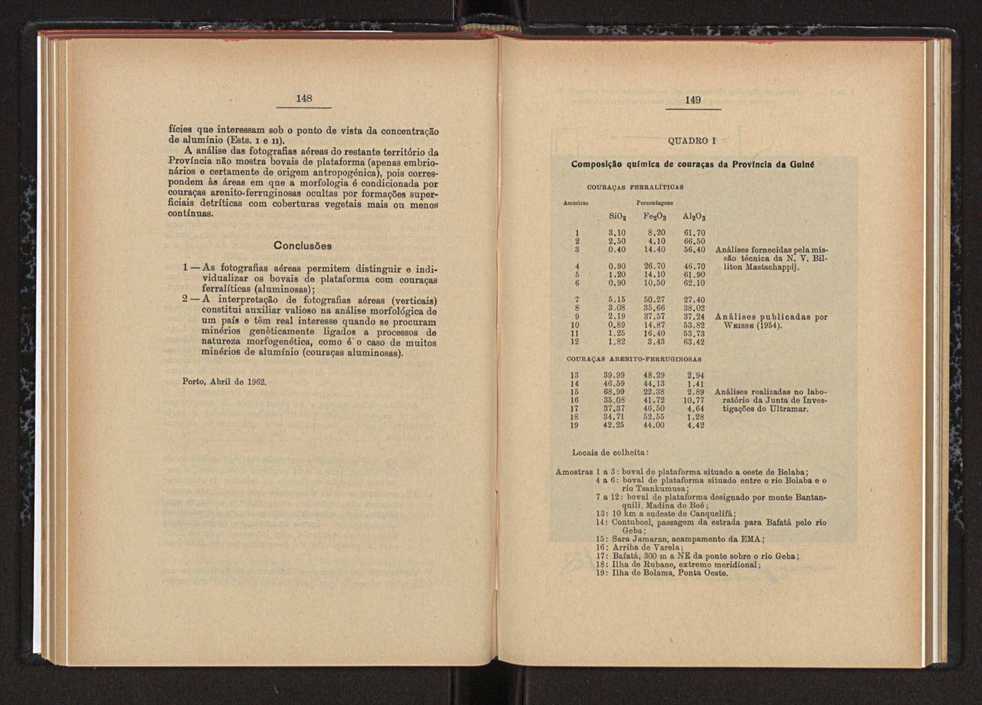 148
fícies que interessam sob o ponto de vista da concentração
de alumínio (Ests. I e II).
A análise das fotografias aéreas do restante território da
Província não mostra bovais de plataforma (apenas embrio-
nários e certamente de origem antropogénica), pois corres-
pondem às áreas em que a morfologia é condicionada por
couraças arenito-ferruginosas ocultas por formações super-
ficiais detríticas com coberturas vegetais mais ou menos
contínuas.
Conclusões
1 — As fotografias aéreas permitem distinguir e indi-
vidualizar os bovais de plataforma com couraças
ferralíticas (aluminosas);
2 — A interpretação de fotografias aéreas (verticais)
constitui auxiliar valioso na análise morfológica de
um país e têm real interesse quando se procuram
minérios genèticamente ligados a processos de
natureza morfogenética, como é o caso de muitos
minérios de alumínio (couraças aluminosas).
Porto, Abril de 1962.
149
QUADRO I
Composição química de couraças da Província da Guiné
COURAÇAS FERRALÍTICAS
Amostras Percentagens
SiO2 Fe2O3 Al2O3
1 3,10 8,20 61,70
2 2,50 4,10 66,50
3 0.40 14.40 56,40 Análises fornecidas pela mis-
são técnica da N. V. Bil-
4 0.90 26.70 46.70 liton Maatschappij.
5 1.20 14,10 61,90
6 0,90 10,50 62,10
7 5.15 50.27 27,40
8 3.08 35,66 38,02
9 2.19 37,57 37,24 Análises publicadas por
10 0,89 14,87 53,82 WEISSE (1954).
11 1.25 16,40 53,73
12 1,82 3,43 63,42
COURAÇAS ARENITO-FERRUGINOSAS
13 39,99 48.29 2,94
14 46,59 44,13 1.41
15 68,99 22.38 2.89 Análises realizadas no labo-
16 35.08 41.72 10,77 ratório da Junta de Inves-
17 37,37 46,50 4,64 tigações do Ultramar.
18 34,71 52,55 1,28
19 42.25 44.00 4,42
Locais de colheita:
Amostras 1 a 3: boval de plataforma situado a oeste de Belaba;
4 a 6: boval de plataforma situado entre o rio Bolaba e o
rio Tsankumusa;
7 a 12: boval de plataforma designado por monte Bantan-
quili, Madina do Boé;
13: 10 km a sudeste de Canquelifá;
14: Contuboel, passagem da estrada para Bafatá pelo rio
Geba;
15: Sara Jamaran, acampamento da EMA;
16: Arriba de Varela;
17: Bafatá, 300 m a NE da ponte sobre o rio Geba;
18: Ilha de Rubane, extremo meridional;
19: Ilha de Bolama, Ponta Oeste.